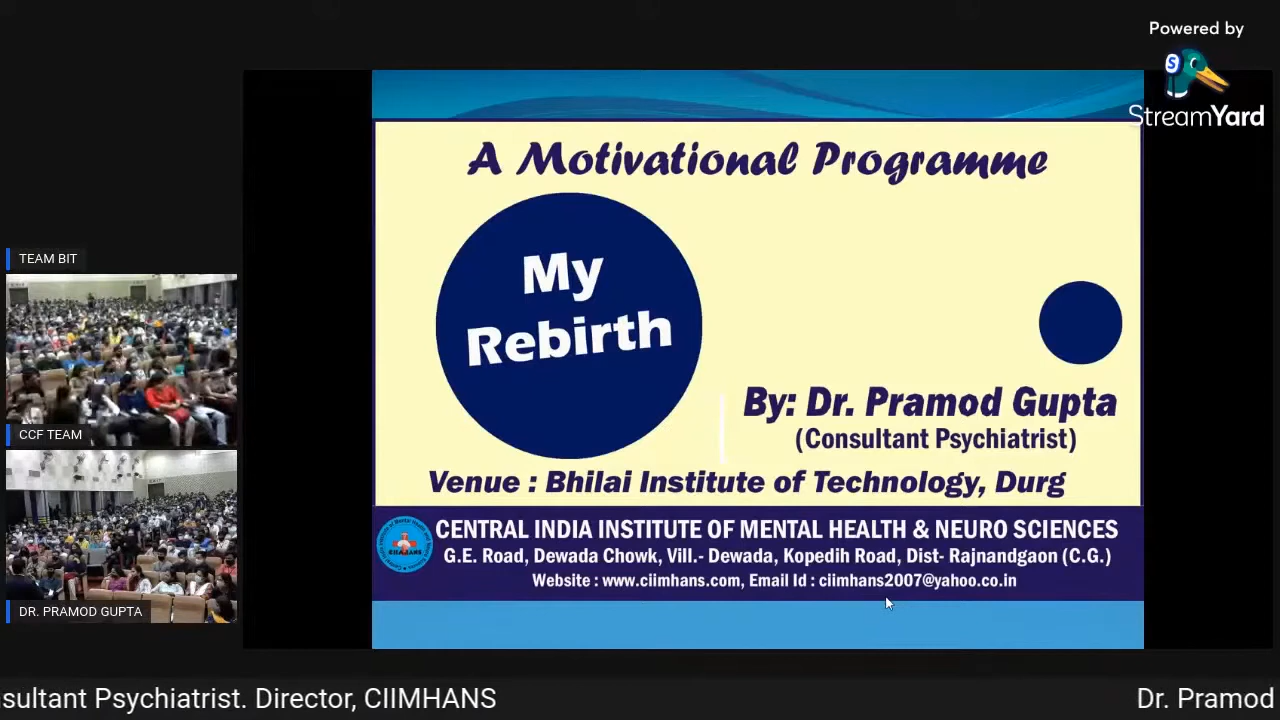 Powered by
S
StreamYard
A Motivational Programme
My
Rebirth
By: Dr. Pramod Gupta
(Consultant Psychiatrist)
Venue : Bhilai Institute of Technology, Durg
CENTRAL INDIA INSTITUTE OF MENTAL HEALTH & NEURO SCIENCES
G.E. Road, Dewada Chowk, Vill.- Dewada, Kopedih Road, Dist- Rajnandgaon (C.G.)
Website : www.ciimhans.com, Email Id : ciimhans2007@yahoo.co.in
CIIMHANS
TEAM BIT
CCF TEAM
DR. PRAMOD GUPTA
nsultant Psychiatrist. Director, CIIMHANS
Dr. Pramod